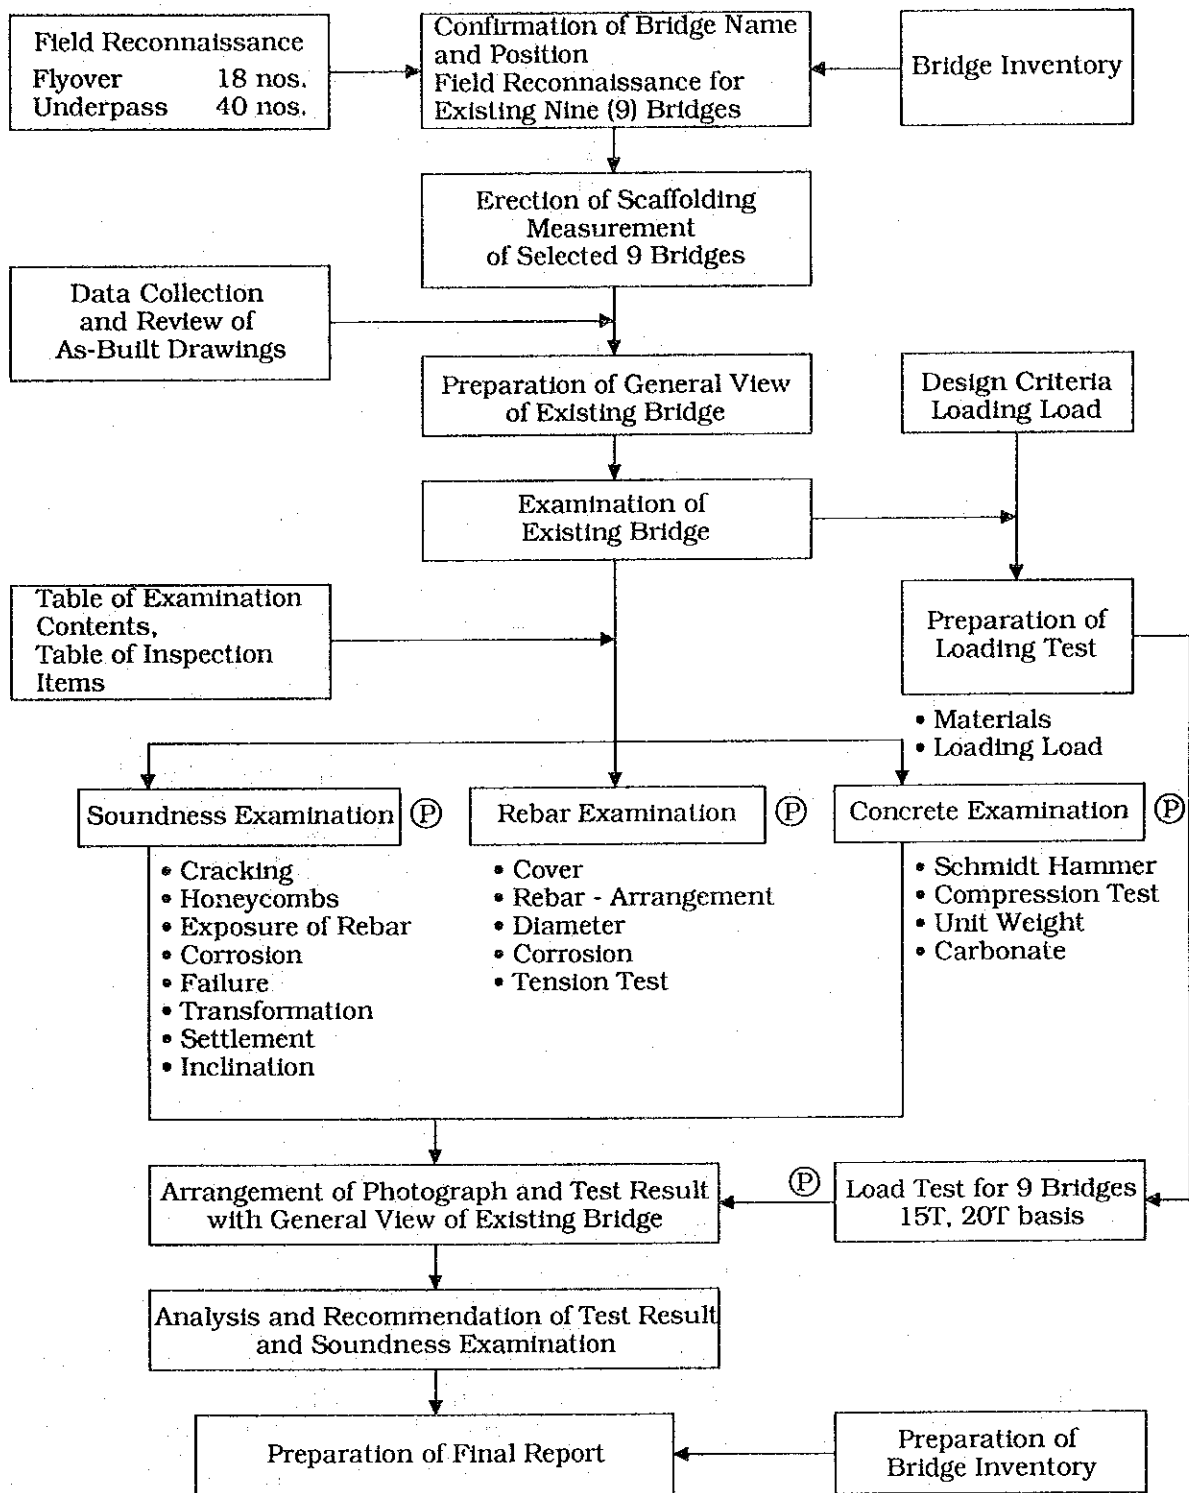 Field Reconnaissance
Flyover 18 nos.
Underpass 40 nos.
Confirmation of Bridge Name
and Position
Field Reconnaissance for
Existing Nine (9) Bridges
Bridge Inventory
Erection of Scaffolding
Measurement
of Selected 9 Bridges
Data Collection
and Review of
As-Built Drawings
Preparation of General View
of Existing Bridge
Design Criteria
Loading Load
Examination of
Existing Bridge
Table of Examination
Contents,
Table of Inspection
Items
Preparation of
Loading Test
• Materials
• Loading Load
Soundness Examination Ⓟ
• Cracking
• Honeycombs
• Exposure of Rebar
• Corrosion
• Failure
• Transformation
• Settlement
• Inclination
Rebar Examination Ⓟ
• Cover
• Rebar - Arrangement
• Diameter
• Corrosion
• Tension Test
Concrete Examination Ⓟ
• Schmidt Hammer
• Compression Test
• Unit Weight
• Carbonate
Arrangement of Photograph and Test Result
with General View of Existing Bridge
Ⓟ
Load Test for 9 Bridges
15T, 20T basis
Analysis and Recommendation of Test Result
and Soundness Examination
Preparation of Final Report
Preparation of
Bridge Inventory